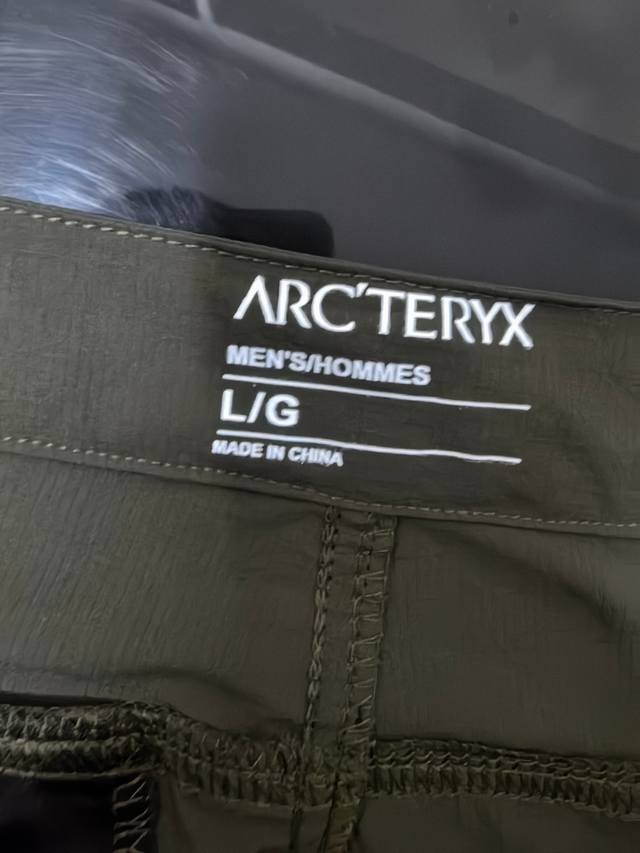 ARC'TERYX
MEN'S/HOMMES
L/G
MADE IN CHINA